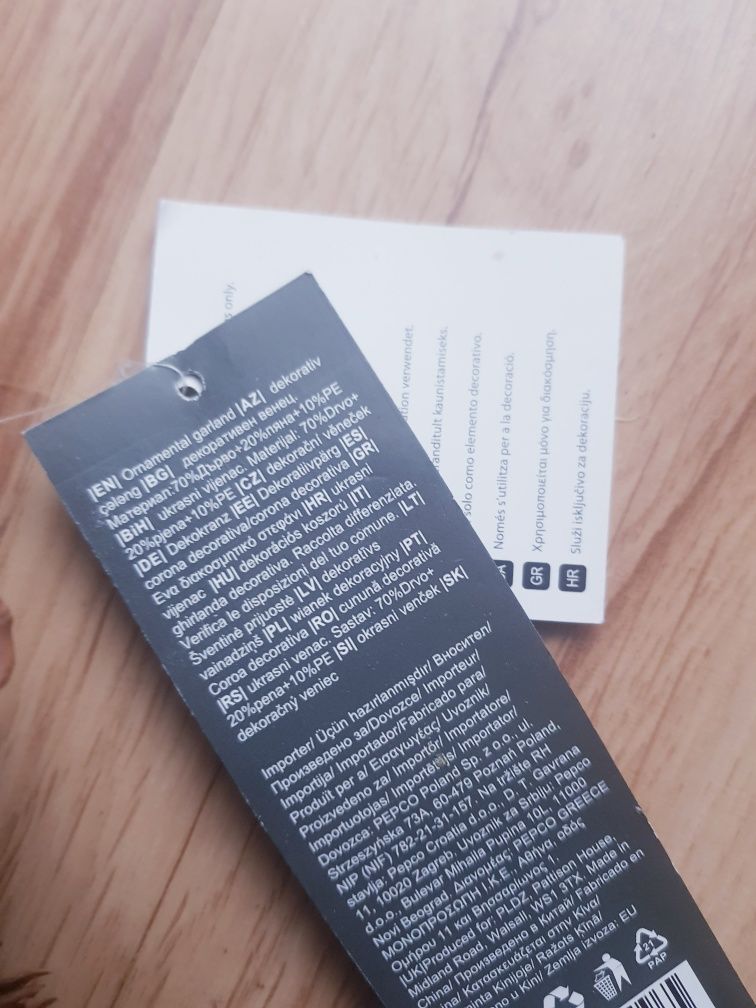 |EN| Ornamental garland |AZ| dekorativ
çələng |BG| декоративен венец.
Материал:70%Дърво+20%пяна+10%PE
|BiH| ukrasni vijenac. Materijal: 70%Drvo+
20%pjena+10%PE |CZ| dekorační věneček
|DE| Dekokranz |EE| Dekoratiivpärg |ES|
corona decorativa/corona decorativa |GR|
Ένα διακοσμητικό στεφάνι |HR| ukrasni
vijenac |HU| dekorációs koszorú |IT|
ghirlanda decorativa. Raccolta differenziata.
Verifica le disposizioni del tuo comune. |LT|
Šventinė prijuostė |LV| dekoratīvs
vainadziņš |PL| wianek dekoracyjny |PT|
Coroa decorativa |RO| cunună decorativă
|RS| ukrasni venac. Sastav: 70%Drvo+
20%pena+10%PE |SI| okrasni venček |SK|
dekoračný veniec
Importer/ Üçün hazırlanmışdır/ Вносител/
Произведено за/Dovozce/ Importeur/
Importija/ Importador/Fabricado para/
Produït per a/ Εισαγωγέας/ Uvoznik/
Proizvedeno za/ Importőr/ Importatore/
Importuotojas/ Importētājs/ Importator/
Dovozca: PEPCO Poland Sp. z o.o., ul.
Strzeszyńska 73A, 60-479 Poznań Poland,
NIP (NIF) 782-21-31-157. Na tržište RH
stavlja: Pepco Croatia d.o.o., D. T. Gavrana
11, 10020 Zagreb. Uvoznik za Srbiju: Pepco
d.o.o., Bulevar Mihaila Pupina 10L, 11000
Novi Beograd. Διανομέας: PEPCO GREECE
ΜΟΝΟΠΡΟΣΩΠΗ Ι.Κ.Ε. Αθήνα, οδός
Ομήρου 11 και Βησσαρίωνος 1.
UK|Produced for: PLDZ, Pattison House,
Midland Road, Walsall, WS1 3TX. Made in
China/ Произведено в Китай/ Fabricado en
na/ Κατασκευάζεται στην Κίνα/
inta Kinijoje/ Ražots Ķīnā/
Kini/ Zemlja izvoza: EU
21
PAP
s only.
tion verwendet.
randitult kaunistamiseks.
solo como elemento decorativo.
A Només s'utilitza per a la decoració.
GR Χρησιμοποιείται μόνο για διακόσμηση.
HR Služi isključivo za dekoraciju.